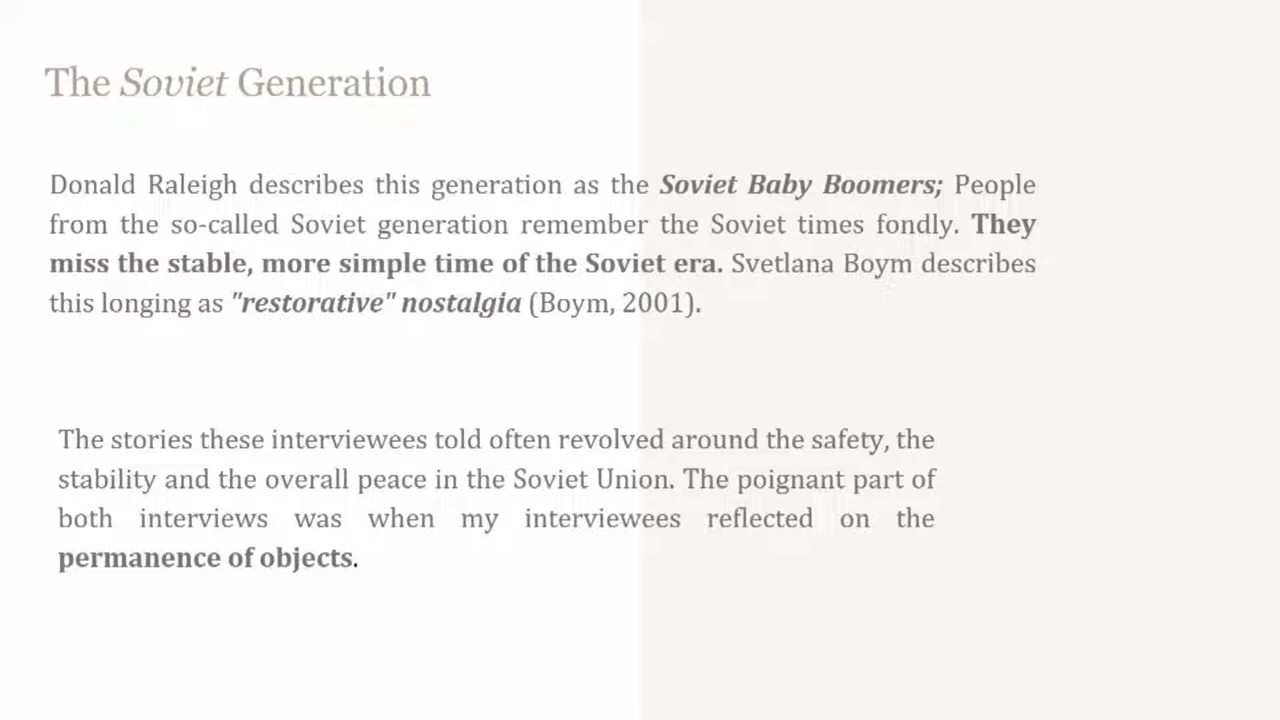 The Soviet Generation
Donald Raleigh describes this generation as the Soviet Baby Boomers; People
from the so-called Soviet generation remember the Soviet times fondly. They
miss the stable, more simple time of the Soviet era. Svetlana Boym describes
this longing as "restorative" nostalgia (Boym, 2001).
The stories these interviewees told often revolved around the safety, the
stability and the overall peace in the Soviet Union. The poignant part of
both interviews was when my interviewees reflected on the
permanence of objects.